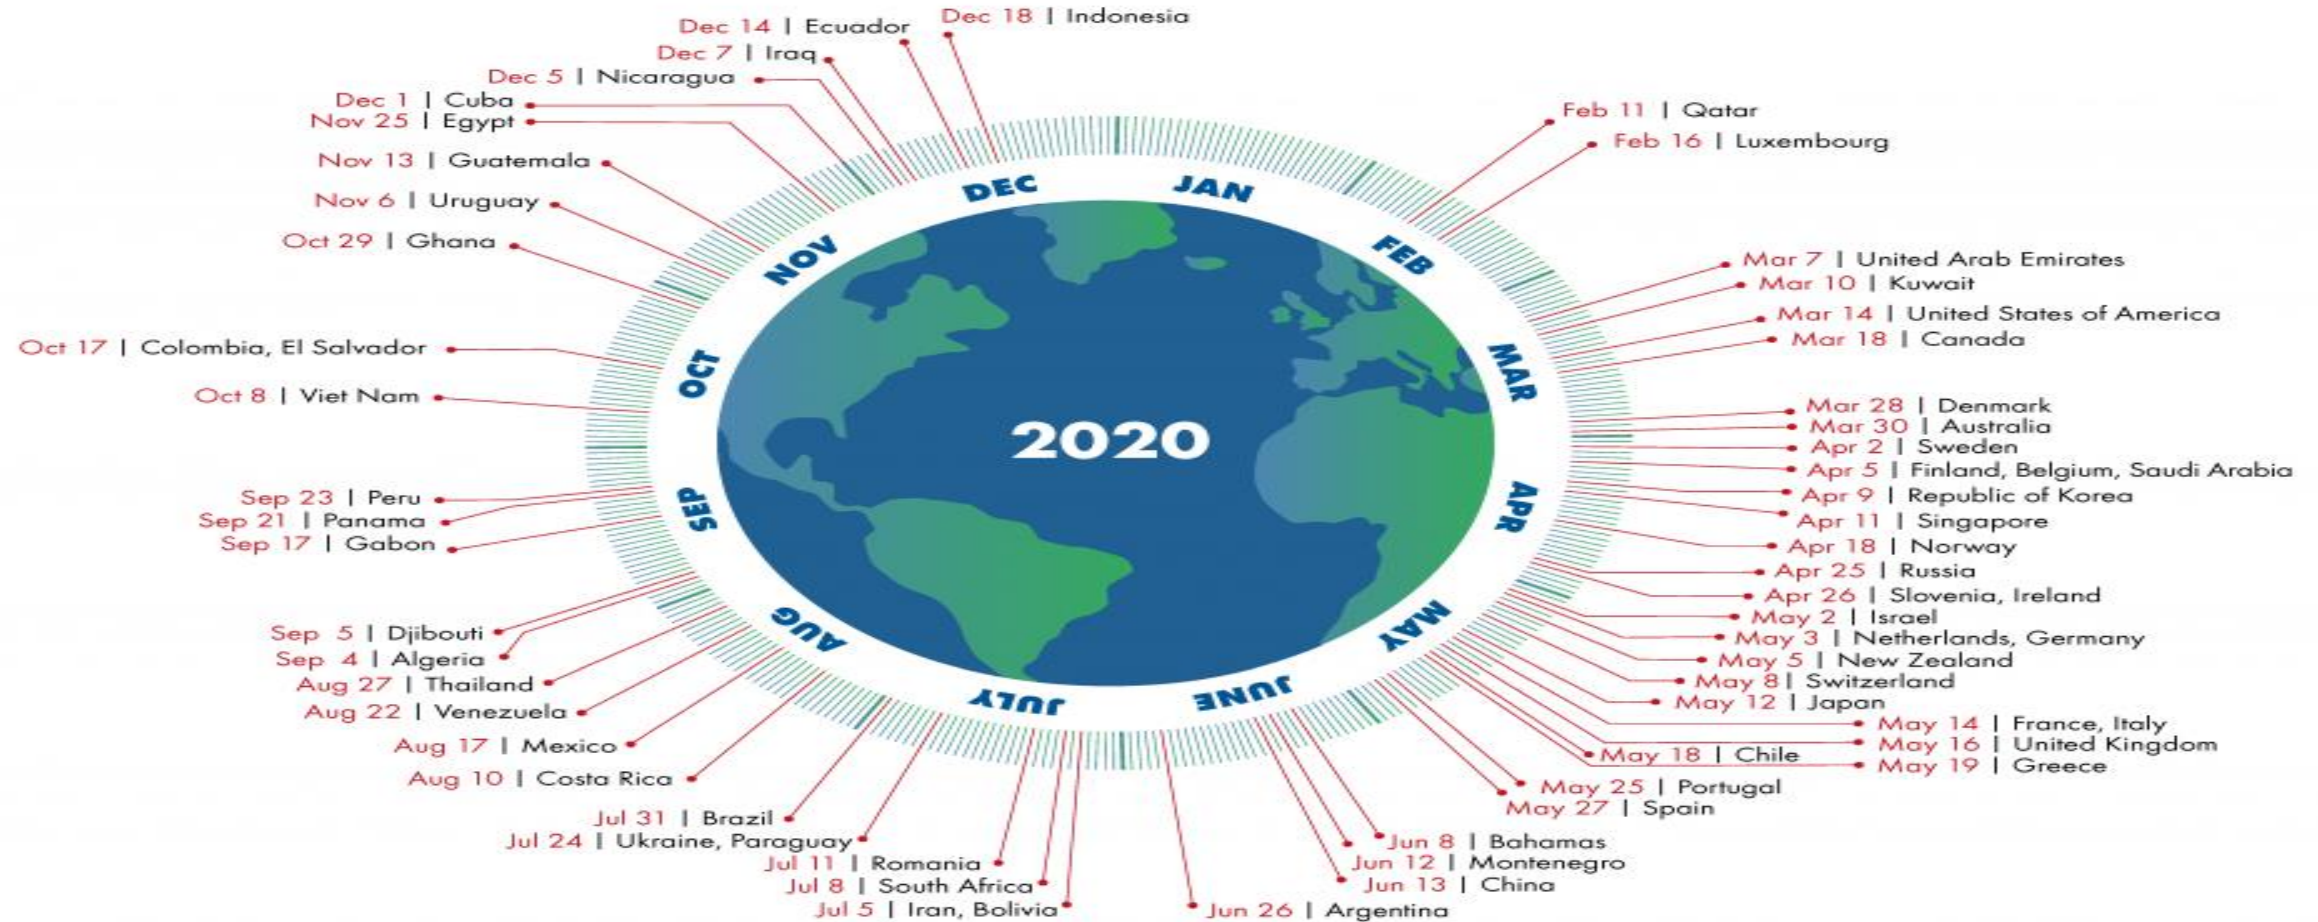 Dec 18 | Indonesia
Dec 14 | Ecuador
Dec 7 | Iraq
Dec 5 | Nicaragua
Dec 1 | Cuba
Nov 25 | Egypt
Nov 13 | Guatemala
Nov 6 | Uruguay
Oct 29 | Ghana
Oct 17 | Colombia, El Salvador
Oct 8 | Viet Nam
Sep 23 | Peru
Sep 21 | Panama
Sep 17 | Gabon
Sep 5 | Djibouti
Sep 4 | Algeria
Aug 27 | Thailand
Aug 22 | Venezuela
Aug 17 | Mexico
Aug 10 | Costa Rica
Jul 31 | Brazil
Jul 24 | Ukraine, Paraguay
Jul 11 | Romania
Jul 8 | South Africa
Jul 5 | Iran, Bolivia
Feb 11 | Qatar
Feb 16 | Luxembourg
Mar 7 | United Arab Emirates
Mar 10 | Kuwait
Mar 14 | United States of America
Mar 18 | Canada
Mar 28 | Denmark
Mar 30 | Australia
Apr 2 | Sweden
Apr 5 | Finland, Belgium, Saudi Arabia
Apr 9 | Republic of Korea
Apr 11 | Singapore
Apr 18 | Norway
Apr 25 | Russia
Apr 26 | Slovenia, Ireland
May 2 | Israel
May 3 | Netherlands, Germany
May 5 | New Zealand
May 8 | Switzerland
May 12 | Japan
May 14 | France, Italy
May 16 | United Kingdom
May 18 | Chile
May 19 | Greece
May 25 | Portugal
May 27 | Spain
Jun 8 | Bahamas
Jun 12 | Montenegro
Jun 13 | China
Jun 26 | Argentina
JAN
FEB
MAR
APR
MAY
JUNE
JULY
AUG
SEP
OCT
NOV
DEC
2020